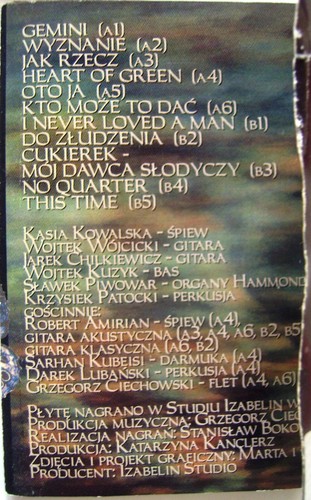 GEMINI (A1)
WYZNANIE (A2)
JAK RZECZ (A3)
HEART OF GREEN (A4)
OTO JA (A5)
KTO MOŻE TO DAĆ (A6)
I NEVER LOVED A MAN (B1)
DO ZŁUDZENIA (B2)
CUKIEREK -
MÓJ DAWCA SŁODYCZY (B3)
NO QUARTER (B4)
THIS TIME (B5)
KASIA KOWALSKA - ŚPIEW
WOJTEK WÓJCICKI - GITARA
JAREK CHILKIEWICZ - GITARA
WOJTEK KUZYK - BAS
SŁAWEK PIWOWAR - ORGANY HAMMOND
KRZYSIEK PATOCKI - PERKUSJA
GOŚCINNIE:
ROBERT AMIRIAN - ŚPIEW (A4),
GITARA AKUSTYCZNA (A3, A4, A6, B2, B5
GITARA KLASYCZNA (A6, B2)
SARHAN KUBEISI - DARMUKA (A4)
DAREK LUBAŃSKI - PERKUSJA (A4)
GRZEGORZ CIECHOWSKI - FLET (A4, A6)
PŁYTĘ NAGRANO W STUDJU IZABELIN W
PRODUKCJA MUZYCZNA: GRZEGORZ CIEC
REALIZACJA NAGRAŃ: STANISŁAW BOKO
PRODUKCJA: KATARZYNA KANCLERZ
ZDJĘCIA I PROJEKT GRAFICZNY: MARTA I
PRODUCENT: IZABELIN STUDIO